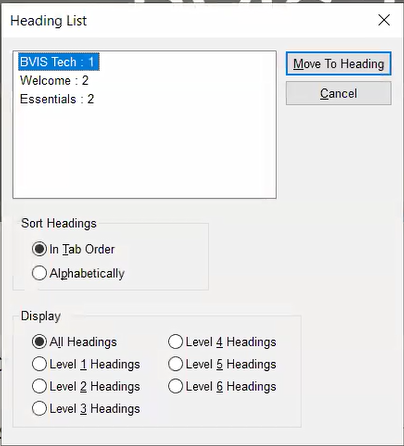 Heading List
BVIS Tech : 1
Welcome : 2
Essentials : 2
Move To Heading
Cancel
Sort Headings
In Tab Order
Alphabetically
Display
All Headings
Level 4 Headings
Level 1 Headings
Level 5 Headings
Level 2 Headings
Level 6 Headings
Level 3 Headings